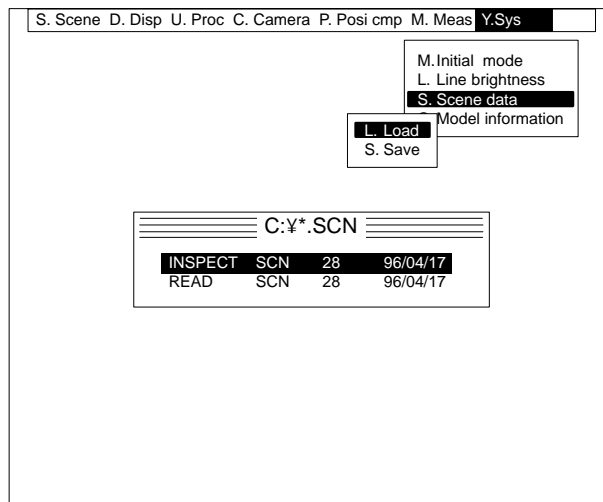 S. Scene D. Disp U. Proc C. Camera P. Posi cmp M. Meas Y.Sys
M.Initial mode
L. Line brightness
S. Scene data
Model information
L. Load
S. Save
C:¥*.SCN
INSPECT SCN 28 96/04/17
READ SCN 28 96/04/17